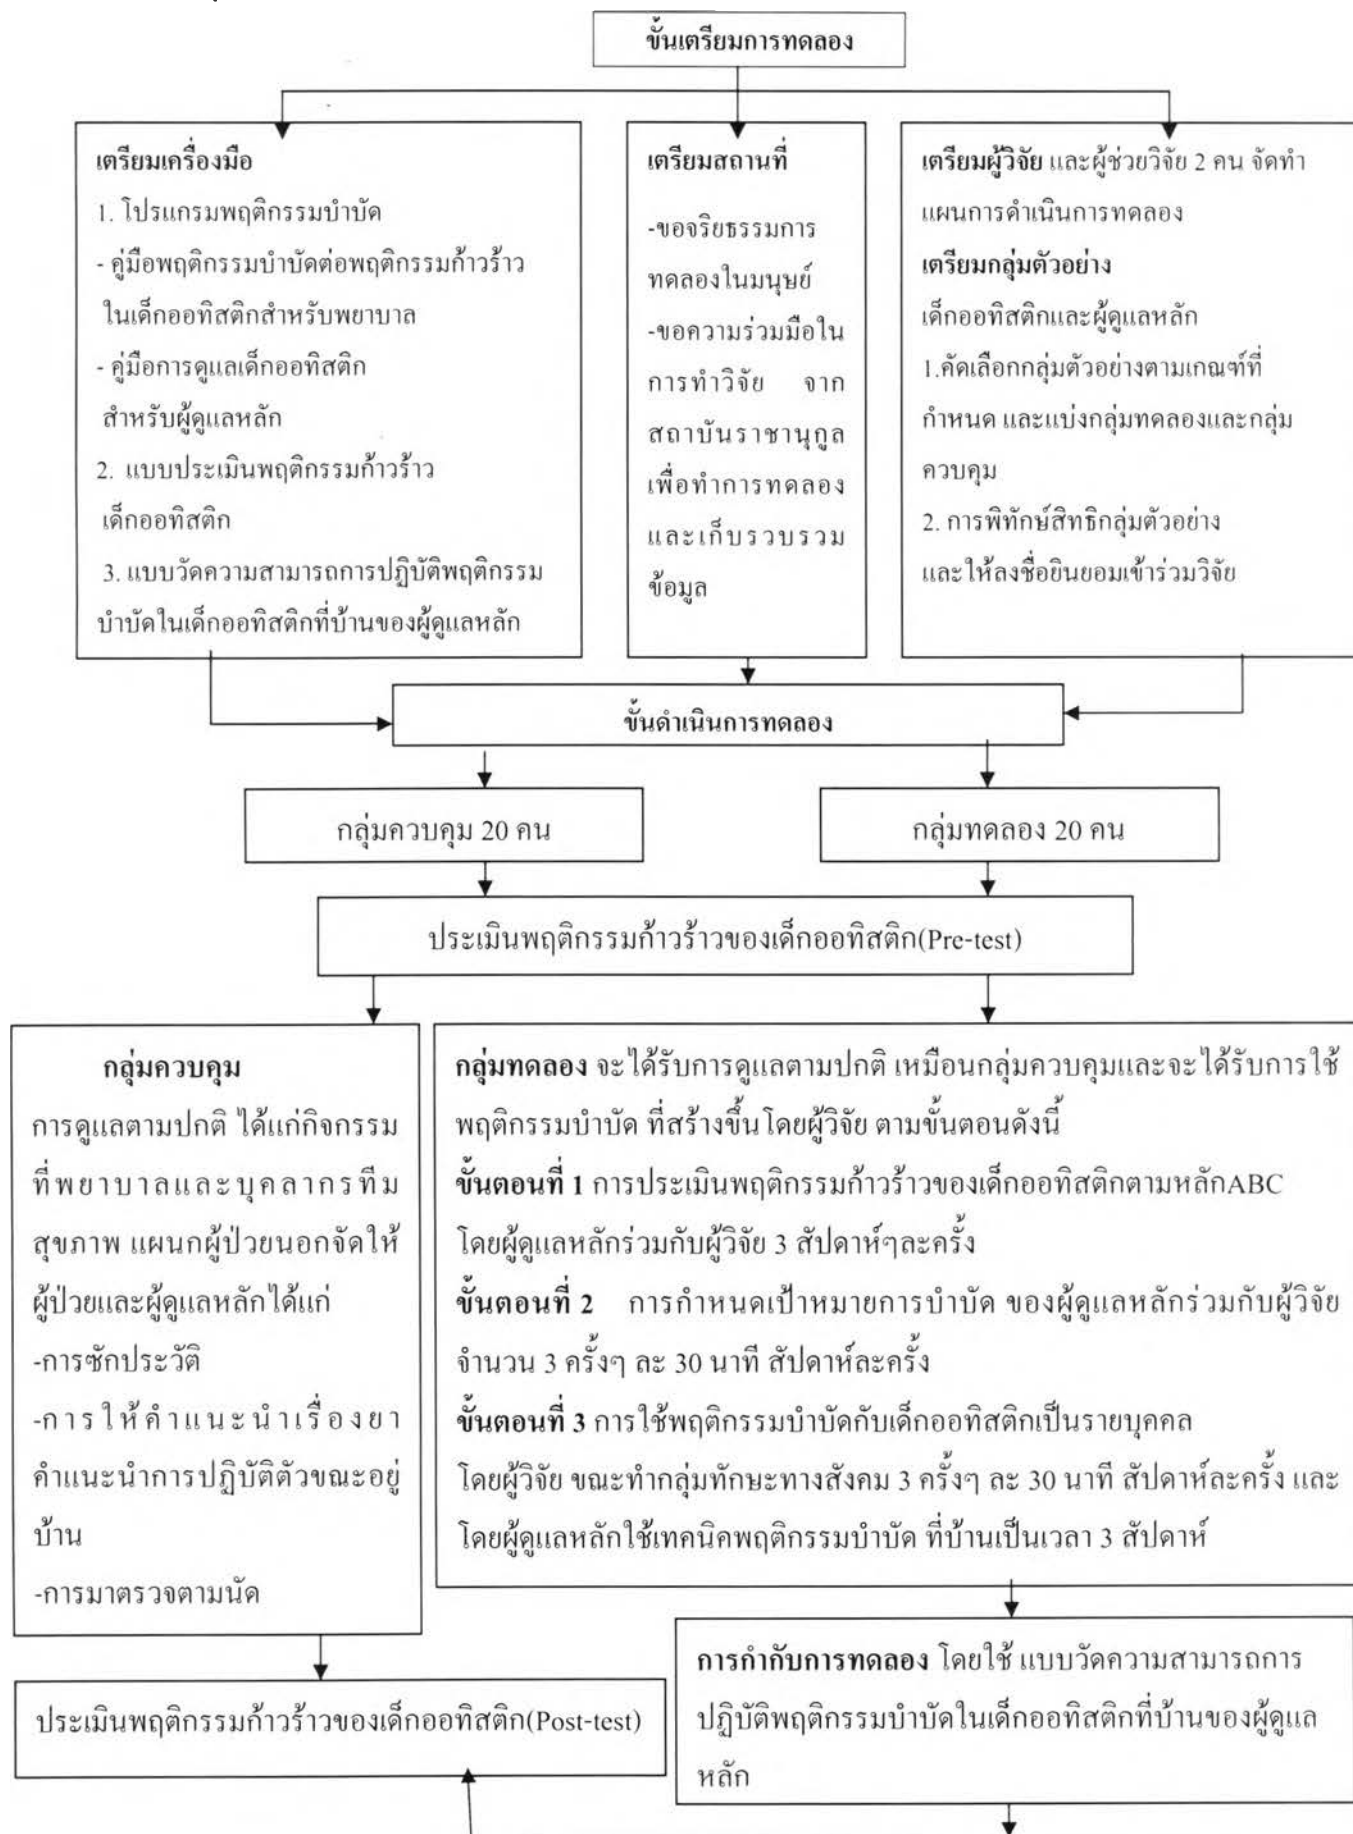 ขั้นเตรียมการทดลอง
เตรียมเครื่องมือ
1. โปรแกรมพฤติกรรมบำบัด
- คู่มือพฤติกรรมบำบัดต่อพฤติกรรมก้าวร้าว
ในเด็กออทิสติกสำหรับพยาบาล
- คู่มือการดูแลเด็กออทิสติก
สำหรับผู้ดูแลหลัก
2. แบบประเมินพฤติกรรมก้าวร้าว
เด็กออทิสติก
3. แบบวัดความสามารถการปฏิบัติพฤติกรรม
บำบัดในเด็กออทิสติกที่บ้านของผู้ดูแลหลัก
เตรียมสถานที่
-ขอจริยธรรมการ
ทดลองในมนุษย์
-ขอความร่วมมือใน
การทำวิจัย จาก
สถาบันราชานุกูล
เพื่อทำการทดลอง
และเก็บรวบรวม
ข้อมูล
เตรียมผู้วิจัย และผู้ช่วยวิจัย 2 คน จัดทำ
แผนการดำเนินการทดลอง
เตรียมกลุ่มตัวอย่าง
เด็กออทิสติกและผู้ดูแลหลัก
1.คัดเลือกกลุ่มตัวอย่างตามเกณฑ์ที่
กำหนด และแบ่งกลุ่มทดลองและกลุ่ม
ควบคุม
2. การพิทักษ์สิทธิกลุ่มตัวอย่าง
และให้ลงชื่อยินยอมเข้าร่วมวิจัย
ขั้นดำเนินการทดลอง
กลุ่มควบคุม 20 คน
กลุ่มทดลอง 20 คน
ประเมินพฤติกรรมก้าวร้าวของเด็กออทิสติก(Pre-test)
กลุ่มควบคุม
การดูแลตามปกติ ได้แก่กิจกรรม
ที่พยาบาลและบุคลากรทีม
สุขภาพ แผนกผู้ป่วยนอกจัดให้
ผู้ป่วยและผู้ดูแลหลักได้แก่
-การซักประวัติ
-การให้คำแนะนำเรื่องยา
คำแนะนำการปฏิบัติตัวขณะอยู่
บ้าน
-การมาตรวจตามนัด
กลุ่มทดลอง จะได้รับการดูแลตามปกติ เหมือนกลุ่มควบคุมและจะได้รับการใช้
พฤติกรรมบำบัด ที่สร้างขึ้นโดยผู้วิจัย ตามขั้นตอนดังนี้
ขั้นตอนที่ 1 การประเมินพฤติกรรมก้าวร้าวของเด็กออทิสติกตามหลักABC
โดยผู้ดูแลหลักร่วมกับผู้วิจัย 3 สัปดาห์ๆละครั้ง
ขั้นตอนที่ 2 การกำหนดเป้าหมายการบำบัด ของผู้ดูแลหลักร่วมกับผู้วิจัย
จำนวน 3 ครั้งๆ ละ 30 นาที สัปดาห์ละครั้ง
ขั้นตอนที่ 3 การใช้พฤติกรรมบำบัดกับเด็กออทิสติกเป็นรายบุคคล
โดยผู้วิจัย ขณะทำกลุ่มทักษะทางสังคม 3 ครั้งๆ ละ 30 นาที สัปดาห์ละครั้ง และ
โดยผู้ดูแลหลักใช้เทคนิคพฤติกรรมบำบัด ที่บ้านเป็นเวลา 3 สัปดาห์
ประเมินพฤติกรรมก้าวร้าวของเด็กออทิสติก(Post-test)
การกำกับการทดลอง โดยใช้ แบบวัดความสามารถการ
ปฏิบัติพฤติกรรมบำบัดในเด็กออทิสติกที่บ้านของผู้ดูแล
หลัก